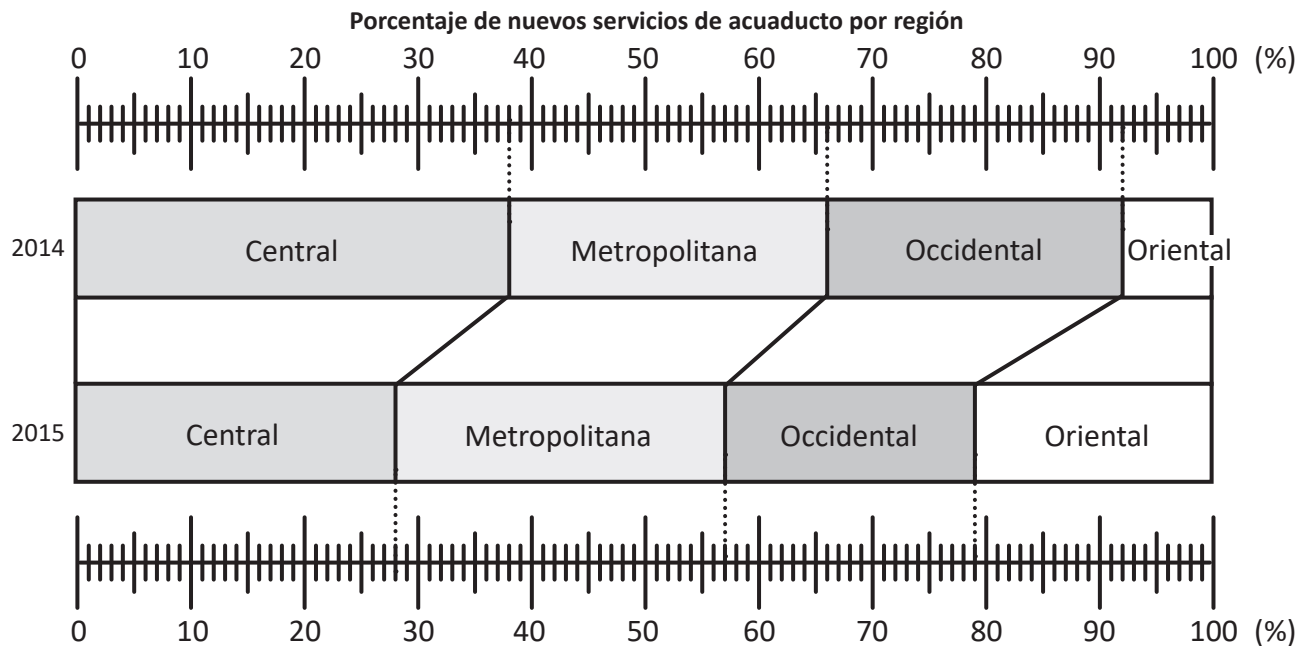 Porcentaje de nuevos servicios de acuaducto por región
0 10 20 30 40 50 60 70 80 90 100 (%)
2014 Central Metropolitana Occidental Oriental
2015 Central Metropolitana Occidental Oriental
0 10 20 30 40 50 60 70 80 90 100 (%)